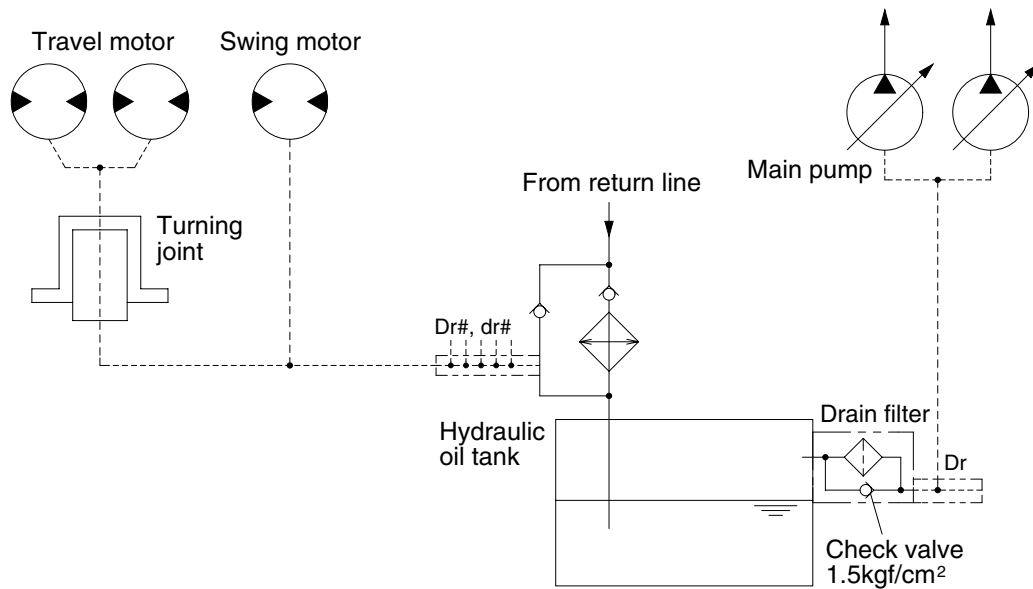 Travel motor
Swing motor
Main pump
From return line
Turning
joint
Dr#, dr#
Hydraulic
oil tank
Drain filter
Dr
Check valve
1.5kgf/cm²